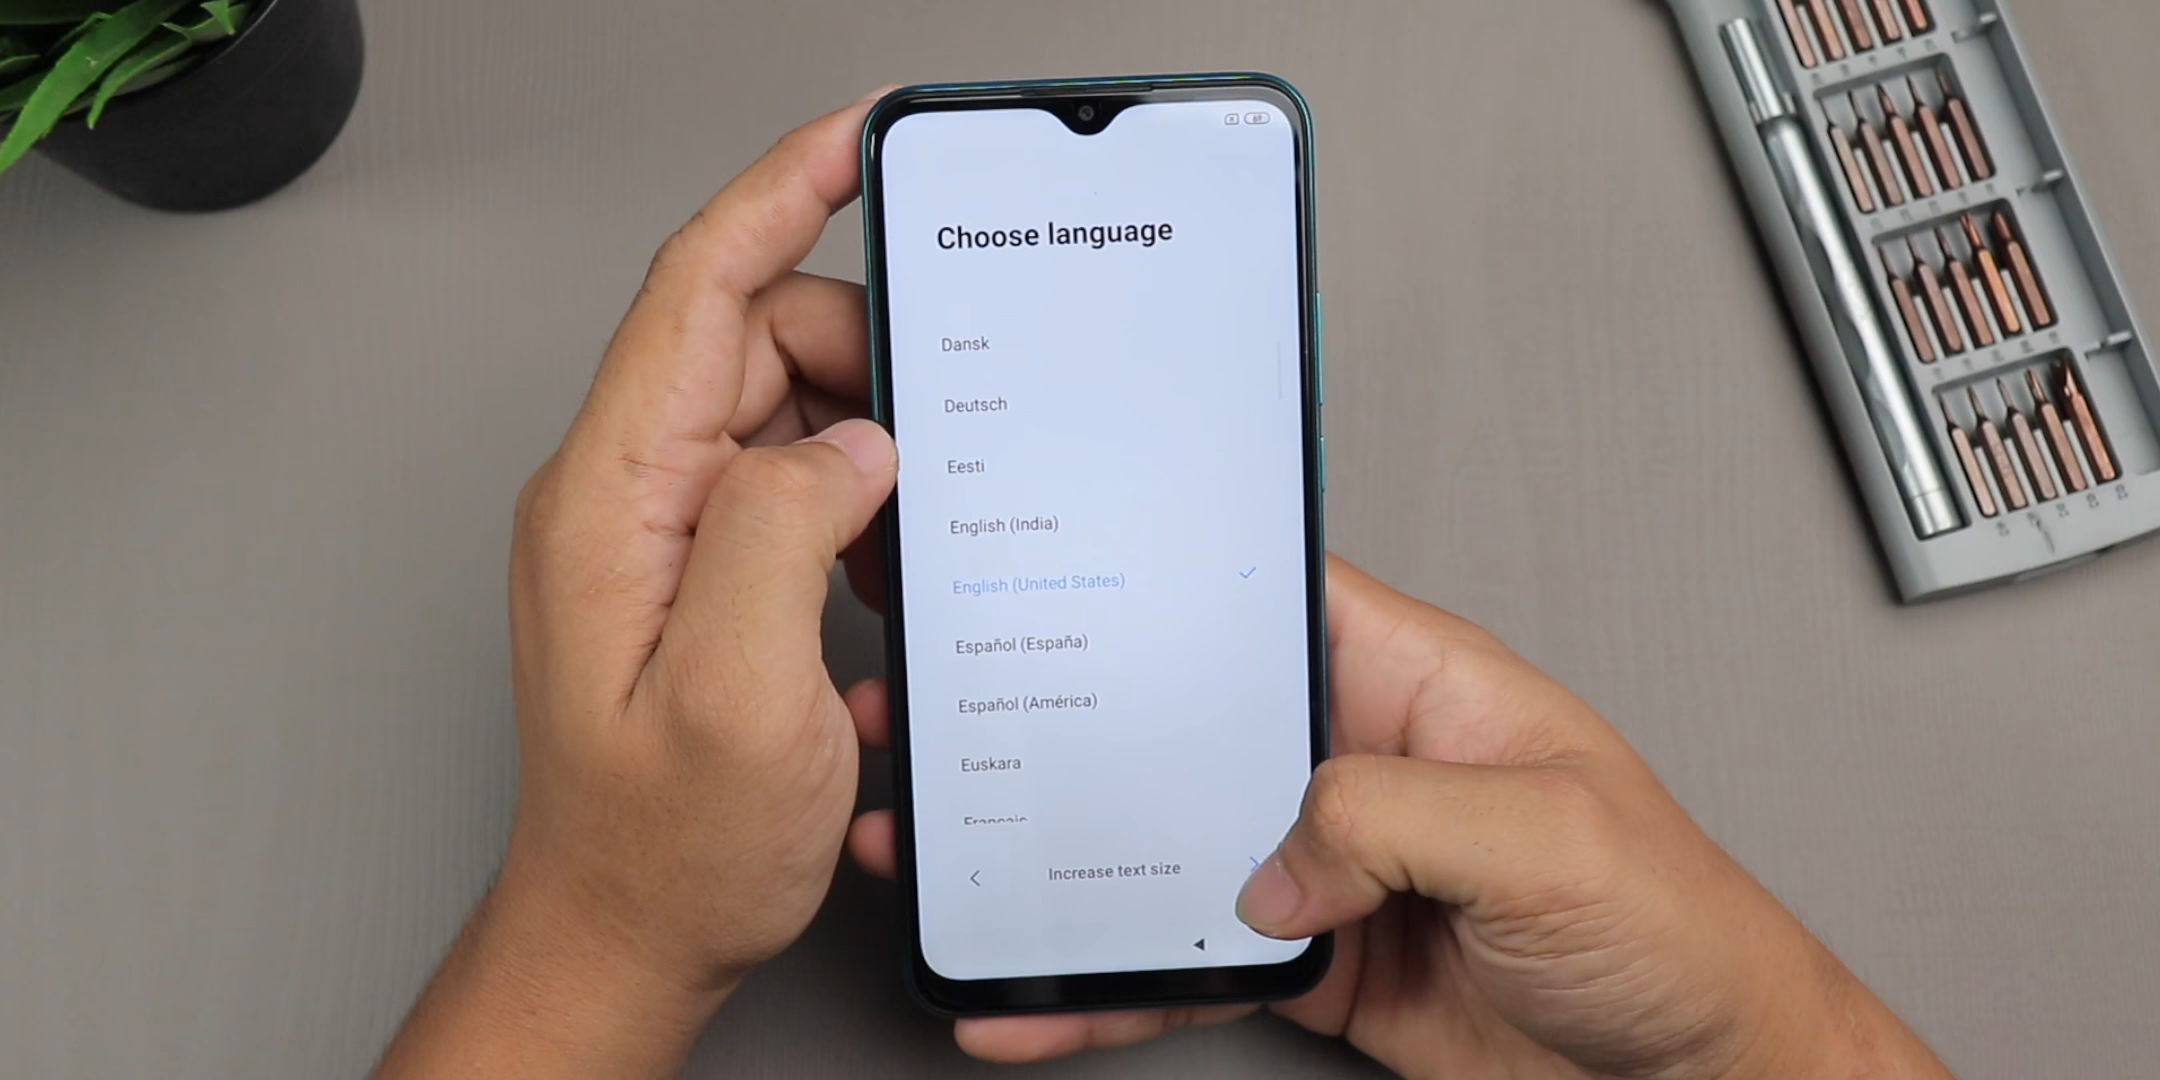 Choose language
Dansk
Deutsch
Eesti
English (India)
English (United States)
Español (España)
Español (América)
Euskara
Increase text size